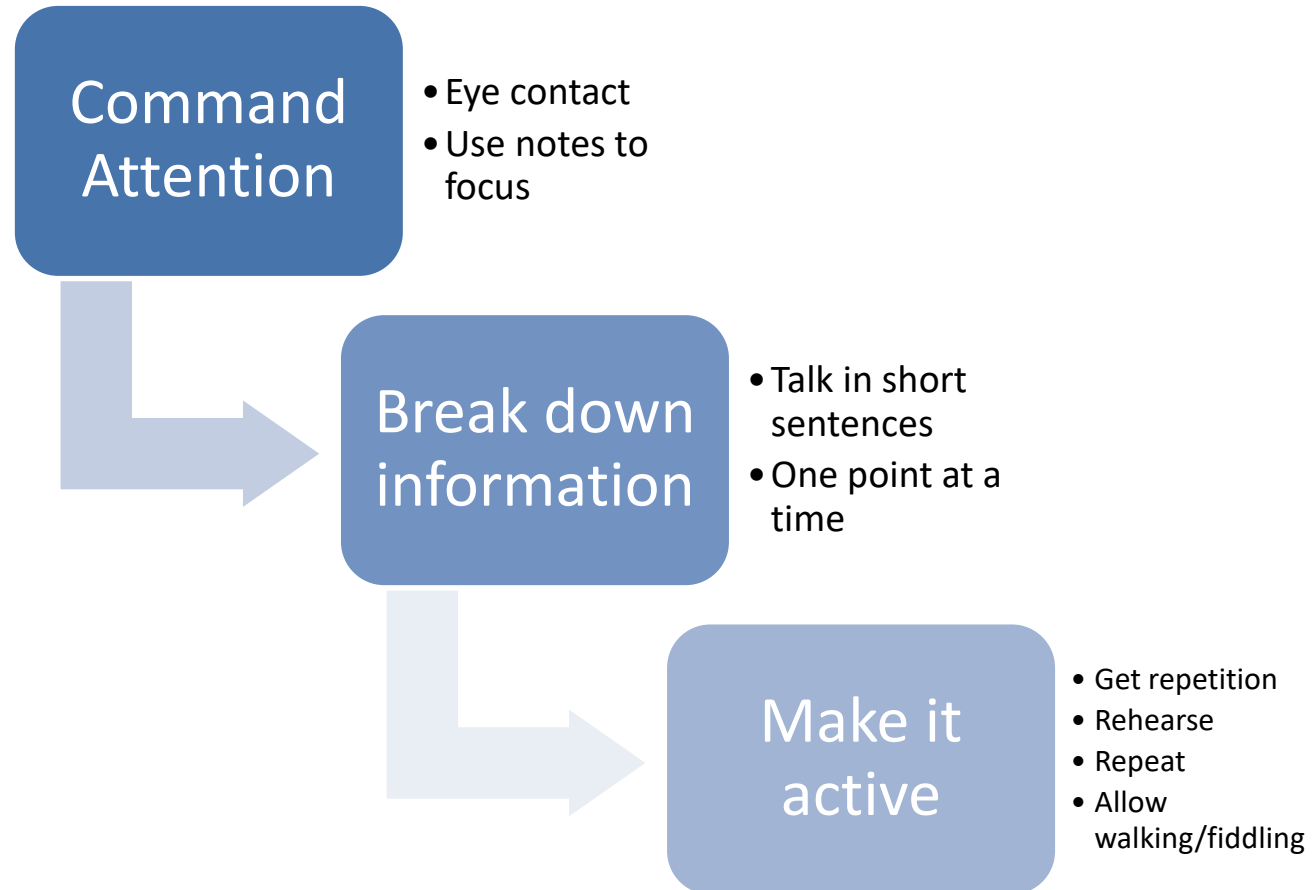 Command
Attention
• Eye contact
• Use notes to
focus
Break down
information
• Talk in short
sentences
• One point at a
time
Make it
active
• Get repetition
• Rehearse
• Repeat
• Allow
walking/fiddling